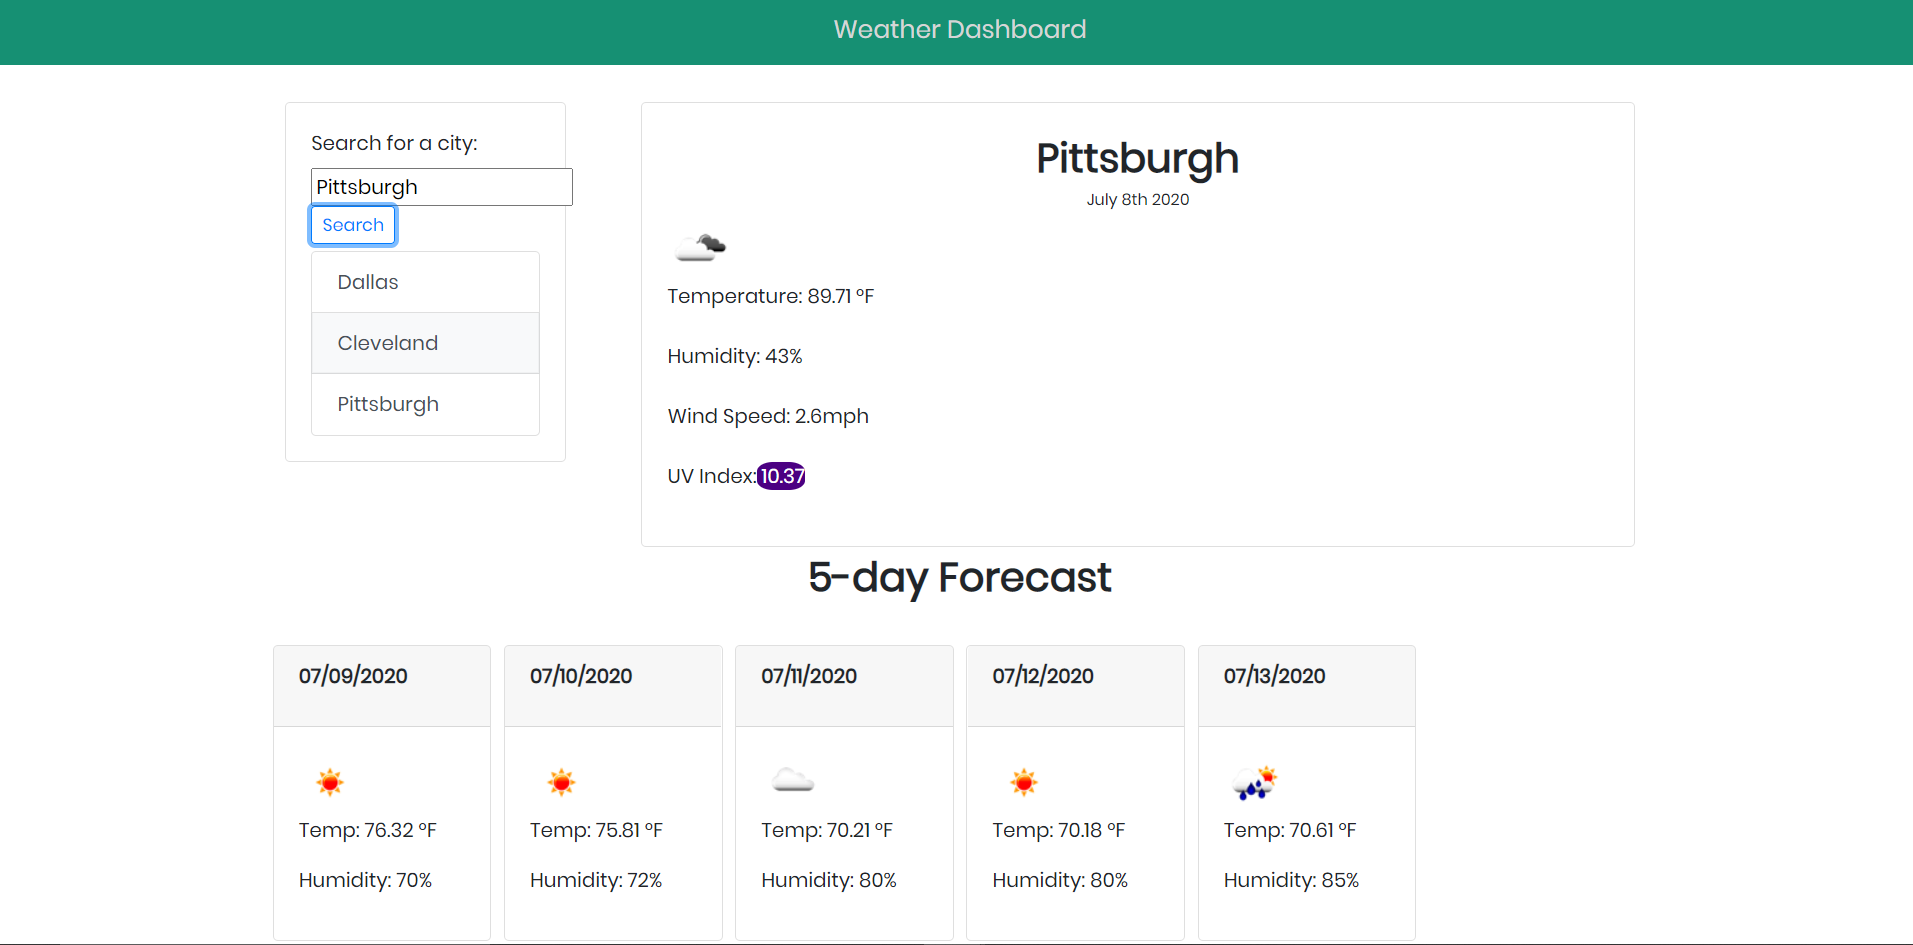 Weather Dashboard
Search for a city:
Pittsburgh
Search
Dallas
Cleveland
Pittsburgh
Pittsburgh
July 8th 2020
Temperature: 89.71 °F
Humidity: 43%
Wind Speed: 2.6mph
UV Index:10.37
5-day Forecast
07/09/2020
Temp: 76.32 °F
Humidity: 70%
07/10/2020
Temp: 75.81 °F
Humidity: 72%
07/11/2020
Temp: 70.21 °F
Humidity: 80%
07/12/2020
Temp: 70.18 °F
Humidity: 80%
07/13/2020
Temp: 70.61 °F
Humidity: 85%